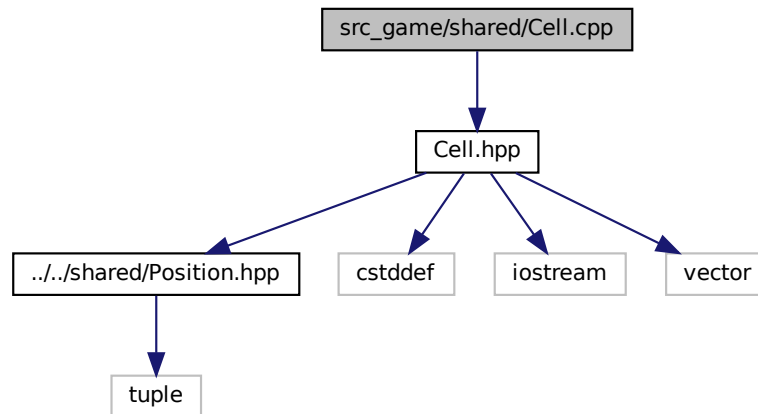 src_game/shared/Cell.cpp
Cell.hpp
../../shared/Position.hpp
cstddef
iostream
vector
tuple